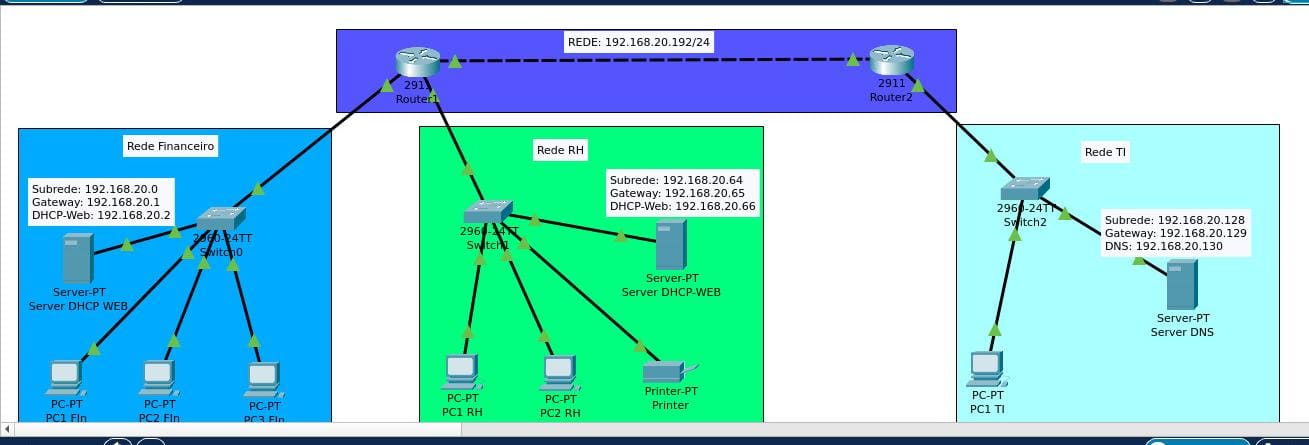 REDE: 192.168.20.192/24
2911
Router1
2911
Router2
Rede Financeiro
Subrede: 192.168.20.0
Gateway: 192.168.20.1
DHCP-Web: 192.168.20.2
2960-24TT
Switch0
Server-PT
Server DHCP WEB
PC-PT
PC1 FIn
PC-PT
PC2 FIn
PC-PT
PC3 FIn
Rede RH
Subrede: 192.168.20.64
Gateway: 192.168.20.65
DHCP-Web: 192.168.20.66
2960-24TT
Switch1
Server-PT
Server DHCP-WEB
PC-PT
PC1 RH
PC-PT
PC2 RH
Printer-PT
Printer
Rede TI
2960-24TT
Switch2
Subrede: 192.168.20.128
Gateway: 192.168.20.129
DNS: 192.168.20.130
Server-PT
Server DNS
PC-PT
PC1 TI